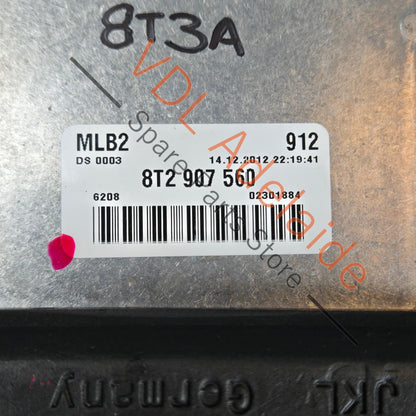 8T3A
MLB2 912
DS 0003 14.12.2012 22:19:41
8T2 907 560
6208 02301884
VDL Adelaide
Spare Parts Store
JKL Germany